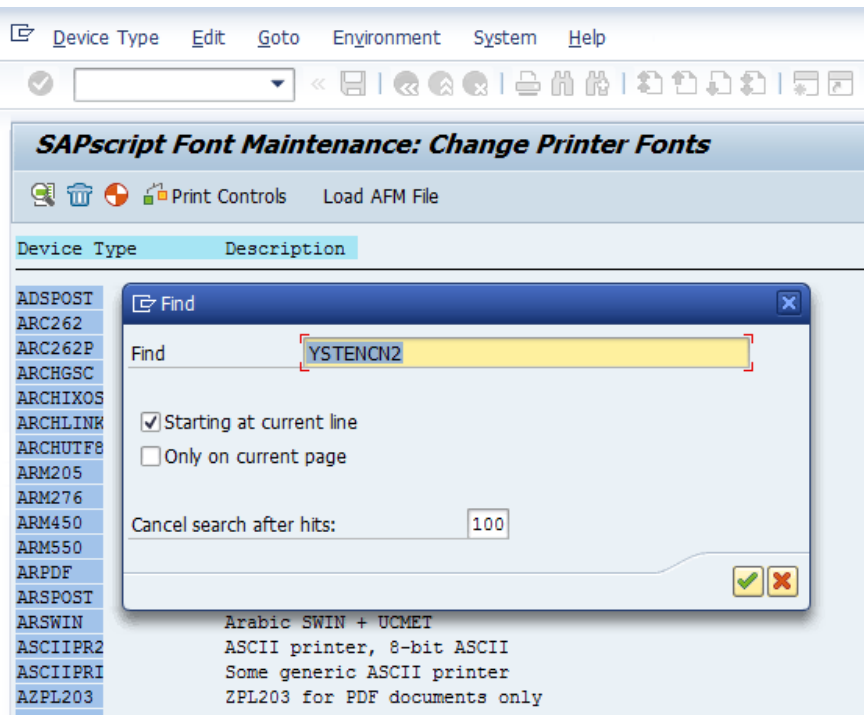 Device Type Edit Goto Environment System Help
SAPscript Font Maintenance: Change Printer Fonts
Print Controls Load AFM File
Device Type Description
ADSPOST
ARC262
ARC262P
ARCHGSC
ARCHIXOS
ARCHLINK
ARCHUTF8
ARM205
ARM276
ARM450
ARM550
ARPDF
ARSPOST
Find
Find YSTENCN2
Starting at current line
Only on current page
Cancel search after hits: 100
ARSWIN Arabic SWIN + UCMET
ASCIIPR2 ASCII printer, 8-bit ASCII
ASCIIPRI Some generic ASCII printer
AZPL203 ZPL203 for PDF documents only